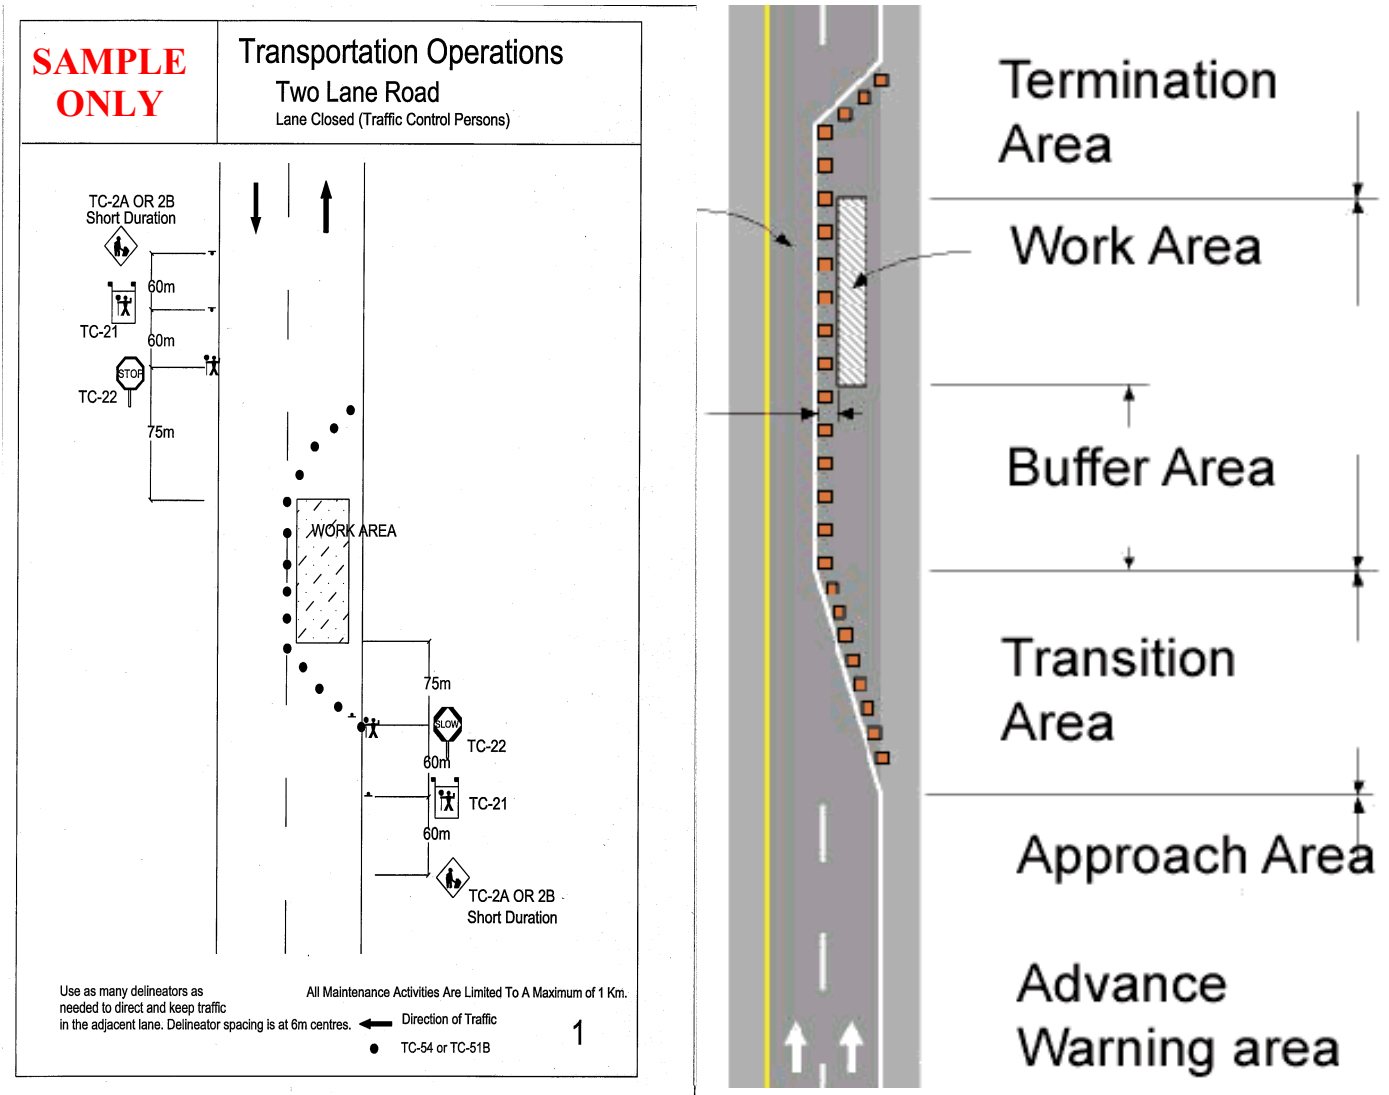 SAMPLE
ONLY
Transportation Operations
Two Lane Road
Lane Closed (Traffic Control Persons)
TC-2A OR 2B
Short Duration
60m
TC-21
60m
STOP
TC-22
75m
WORK AREA
75m
SLOW
TC-22
60m
TC-21
60m
TC-2A OR 2B
Short Duration
Use as many delineators as
needed to direct and keep traffic
in the adjacent lane. Delineator spacing is at 6m centres.
All Maintenance Activities Are Limited To A Maximum of 1 Km.
Direction of Traffic
TC-54 or TC-51B
1
Termination
Area
Work Area
Buffer Area
Transition
Area
Approach Area
Advance
Warning area